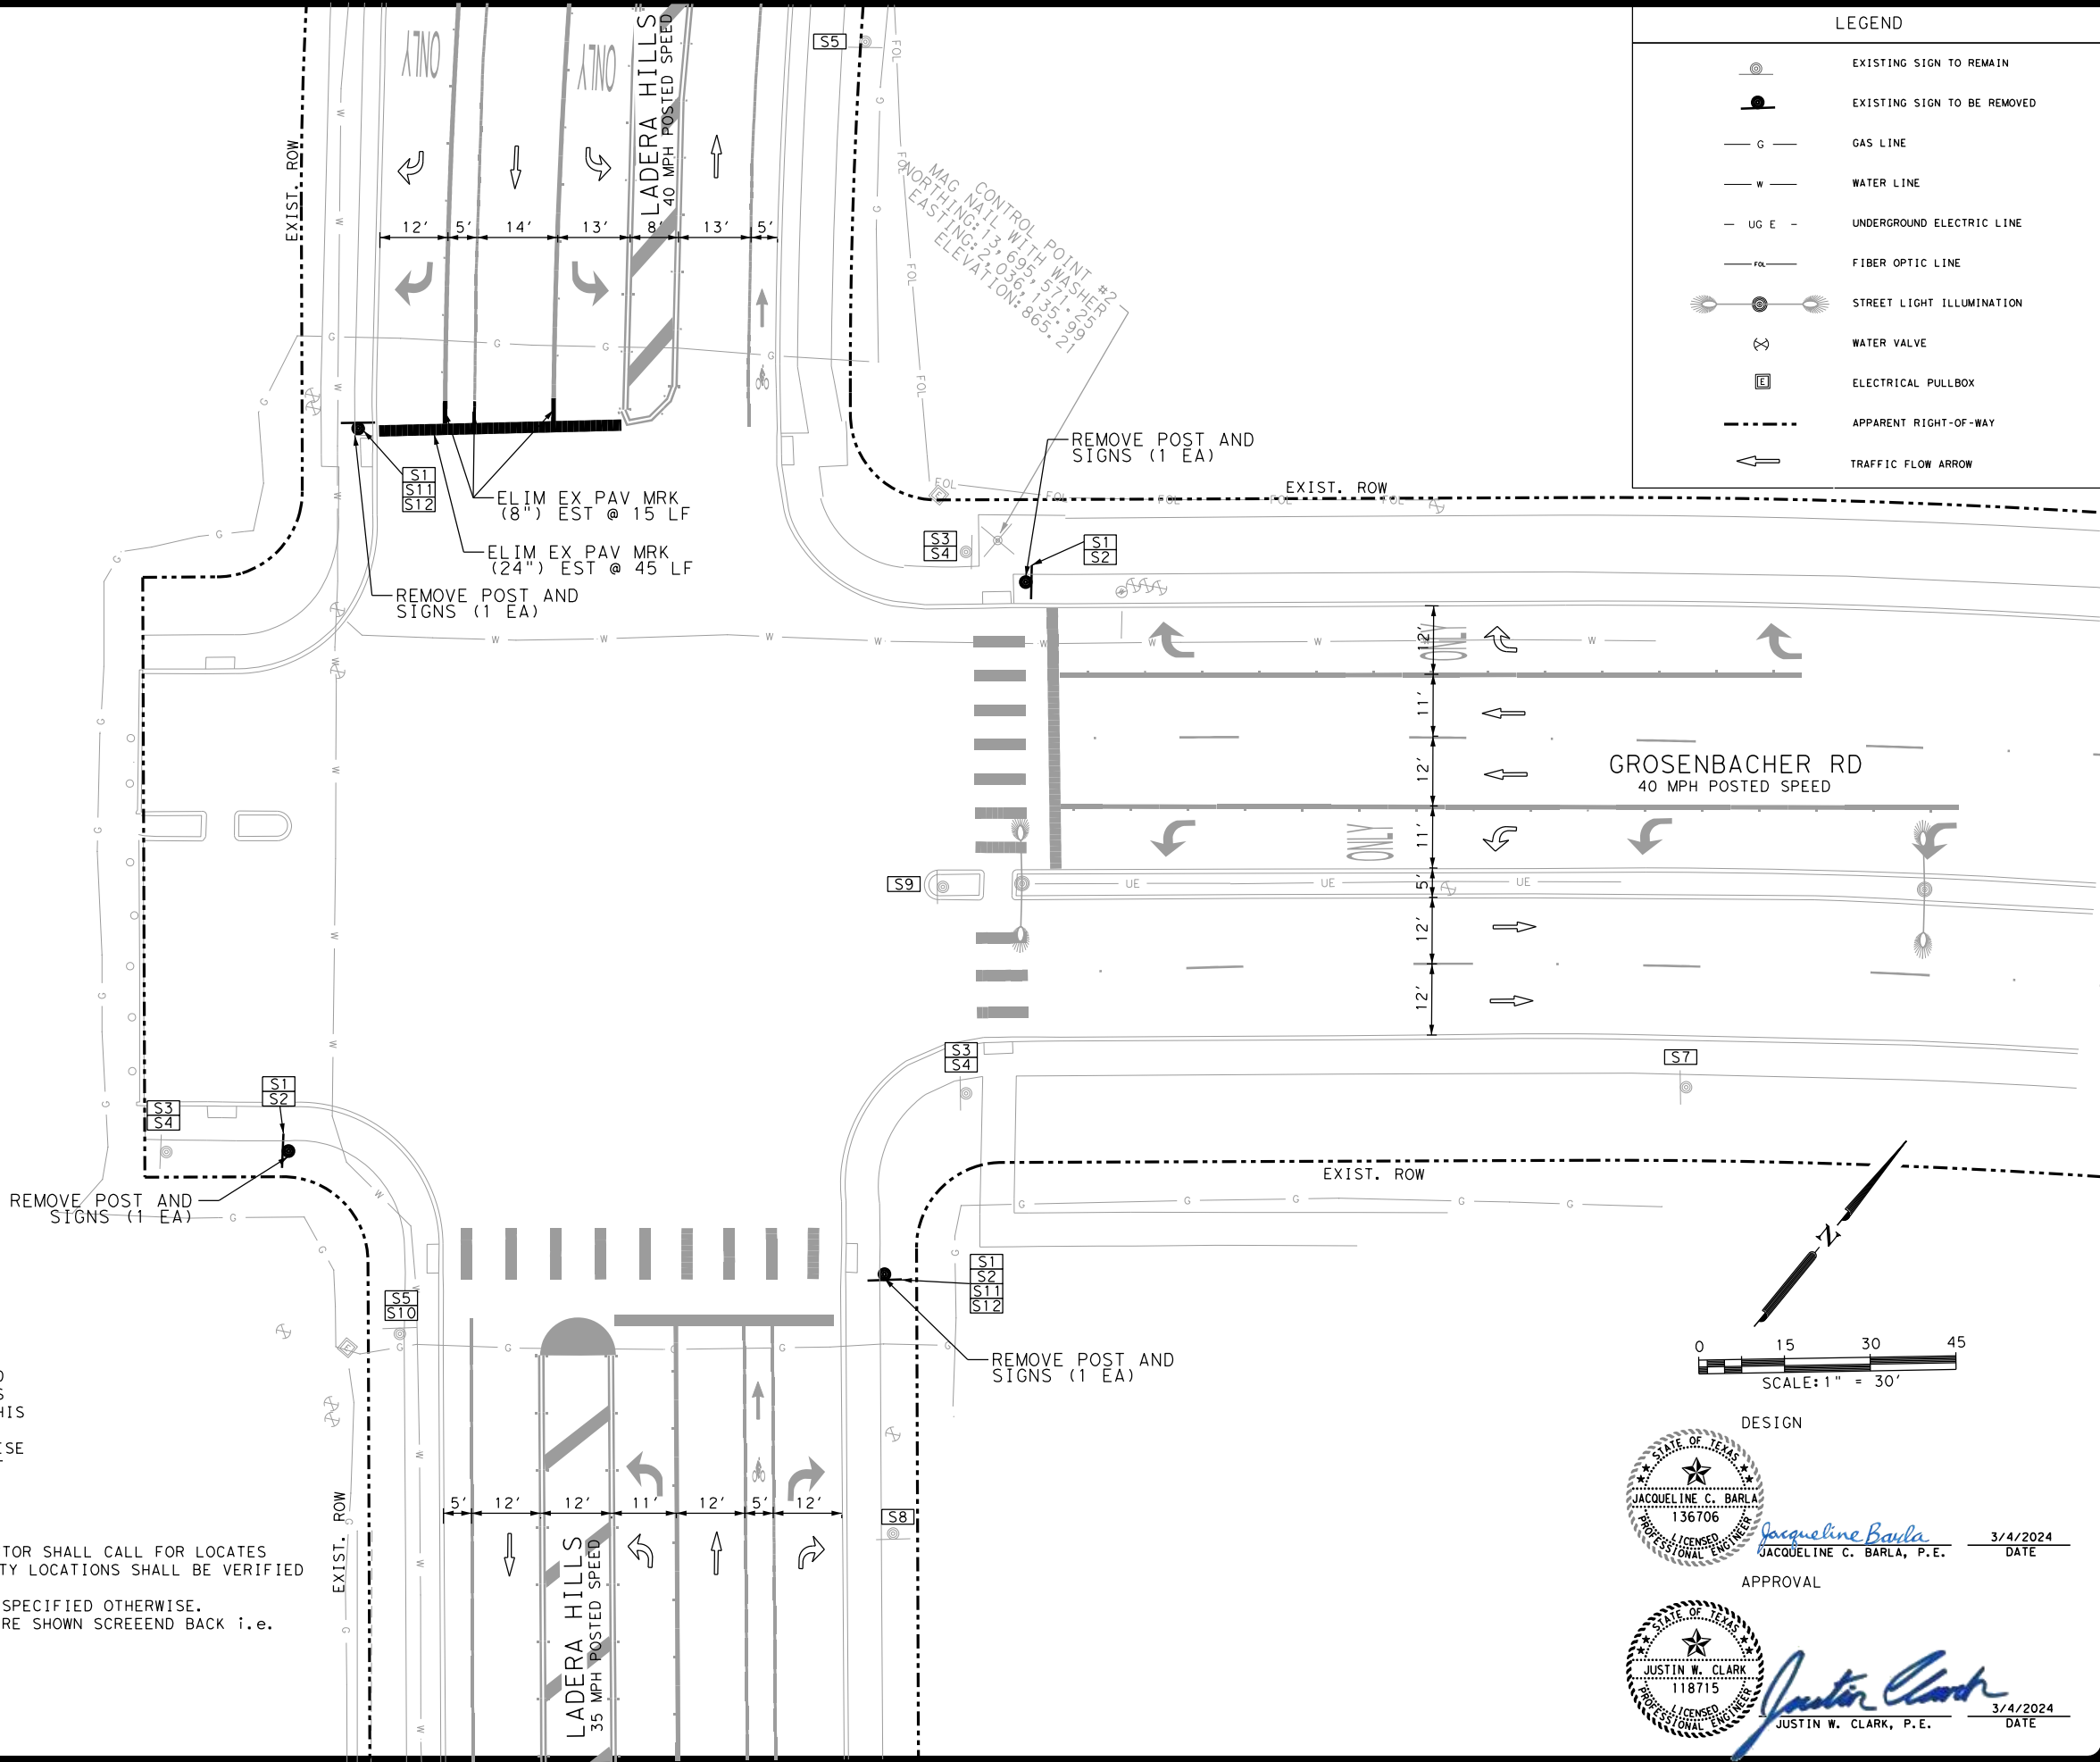 LEGEND
EXISTING SIGN TO REMAIN
EXISTING SIGN TO BE REMOVED
G
GAS LINE
W
WATER LINE
UG E
UNDERGROUND ELECTRIC LINE
FOL
FIBER OPTIC LINE
STREET LIGHT ILLUMINATION
WATER VALVE
E
ELECTRICAL PULLBOX
APPARENT RIGHT-OF-WAY
TRAFFIC FLOW ARROW
ONLY
ONLY
LADERA HILLS
40 MPH POSTED SPEED
S5
EXIST. ROW
12' 5' 14' 13' 8' 13' 5'
CONTROL POINT #2
MAG NAIL WITH WASHER
NORTHING:13,695,571.25
EASTING:2,036,135.99
ELEVATION:865.21
S1
S11
S12
ELIM EX PAV MRK
(8") EST @ 15 LF
ELIM EX PAV MRK
(24") EST @ 45 LF
REMOVE POST AND
SIGNS (1 EA)
REMOVE POST AND
SIGNS (1 EA)
EXIST. ROW
S3
S4
S1
S2
12'
ONLY
11'
12'
11'
ONLY
5'
12'
12'
GROSENBACHER RD
40 MPH POSTED SPEED
S9
UE UE UE
S3
S4
S7
S1
S2
S3
S4
REMOVE POST AND
SIGNS (1 EA)
EXIST. ROW
S5
S10
S1
S2
S11
S12
REMOVE POST AND
SIGNS (1 EA)
5' 12' 12' 11' 12' 5' 12'
S8
EXIST. ROW
LADERA HILLS
35 MPH POSTED SPEED
HIS
ISE
TOR SHALL CALL FOR LOCATES
TY LOCATIONS SHALL BE VERIFIED
SPECIFIED OTHERWISE.
RE SHOWN SCREEEND BACK i.e.
N
0 15 30 45
SCALE:1" = 30'
DESIGN
STATE OF TEXAS
JACQUELINE C. BARLA
136706
LICENSED
PROFESSIONAL ENGINEER
Jacqueline Barla
JACQUELINE C. BARLA, P.E.
3/4/2024
DATE
APPROVAL
STATE OF TEXAS
JUSTIN W. CLARK
118715
LICENSED
PROFESSIONAL ENGINEER
Justin Clark
JUSTIN W. CLARK, P.E.
3/4/2024
DATE